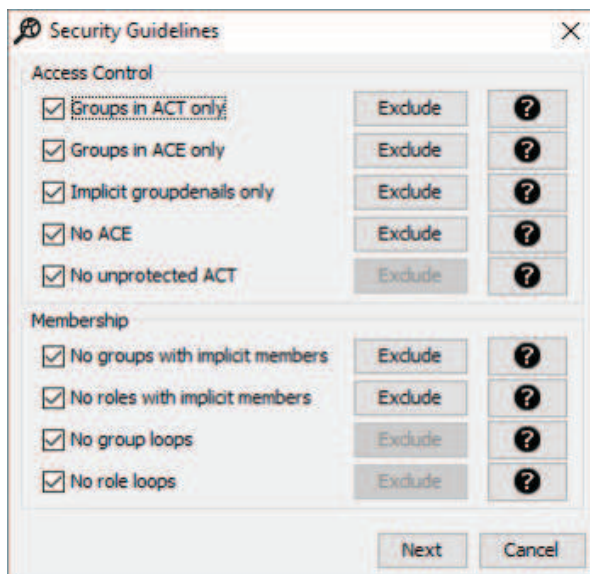 Security Guidelines
Access Control
Groups in ACT only
Exclude
?
Groups in ACE only
Exclude
?
Implicit groupdenails only
Exclude
?
No ACE
Exclude
?
No unprotected ACT
Exclude
?
Membership
No groups with implicit members
Exclude
?
No roles with implicit members
Exclude
?
No group loops
Exclude
?
No role loops
Exclude
?
Next
Cancel